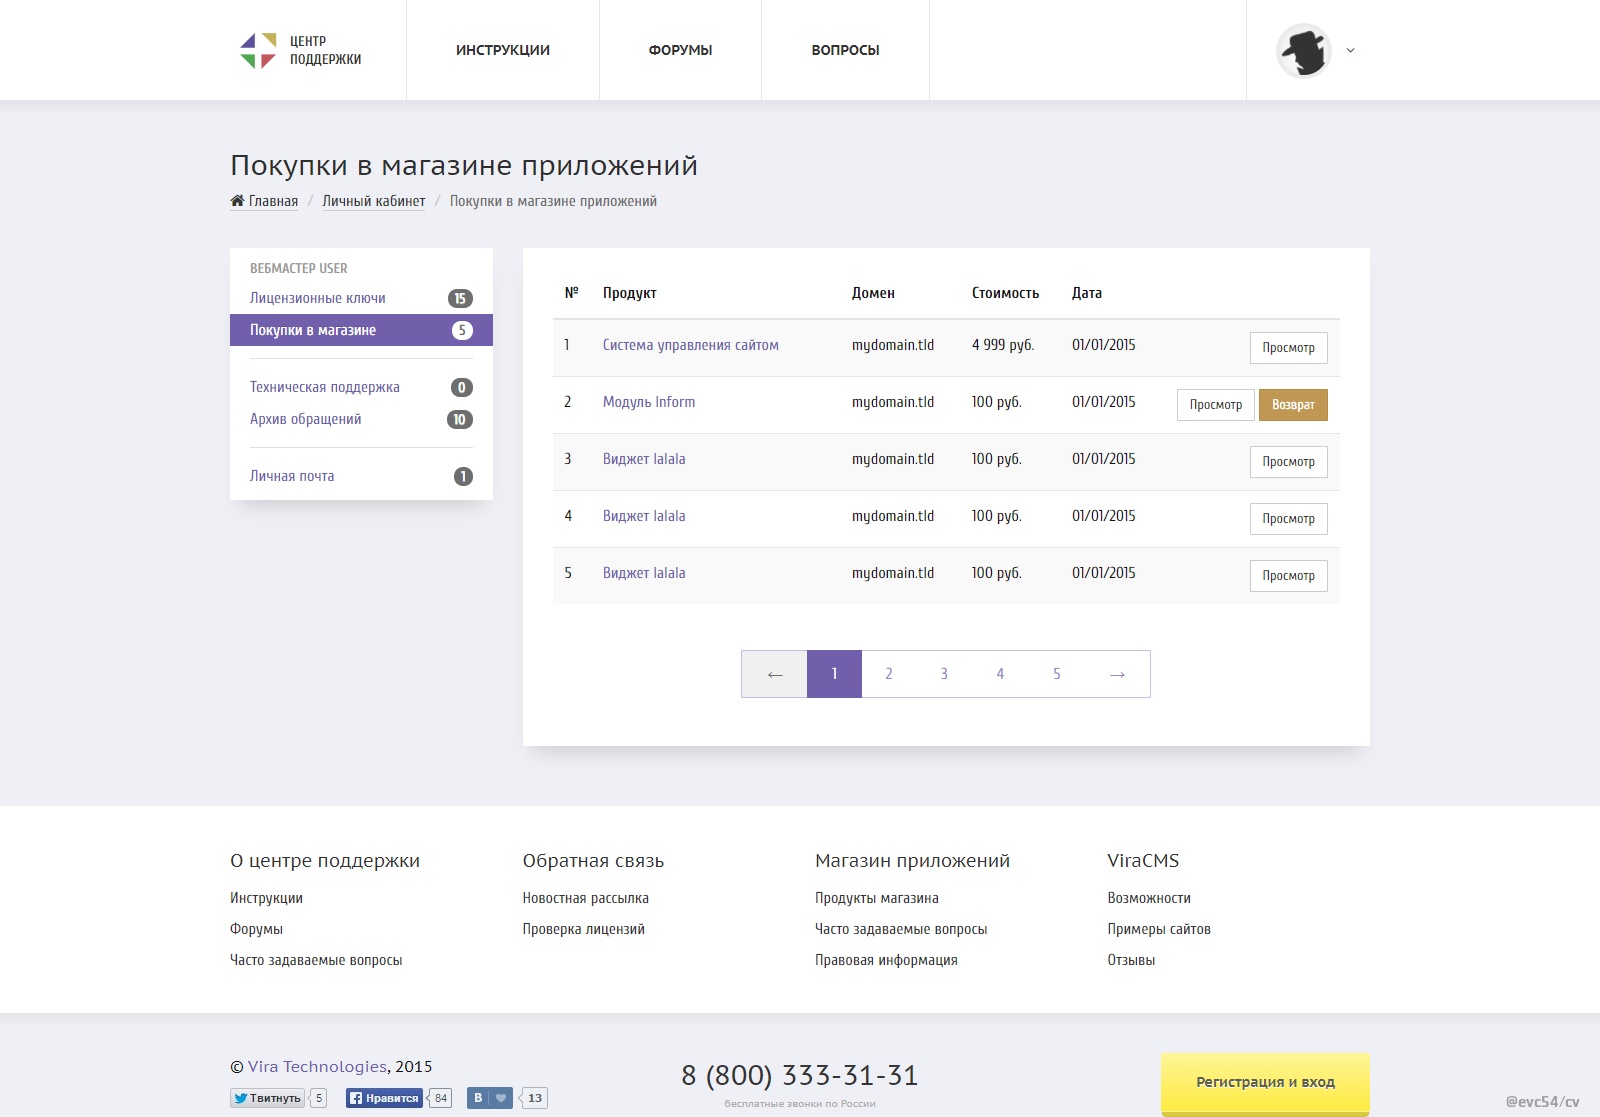 ЦЕНТР
ПОДДЕРЖКИ
ИНСТРУКЦИИ
ФОРУМЫ
ВОПРОСЫ
Покупки в магазине приложений
Главная / Личный кабинет / Покупки в магазине приложений
ВЕБМАСТЕР USER
Лицензионные ключи 15
Покупки в магазине 5
Техническая поддержка 0
Архив обращений 10
Личная почта 1
№ Продукт Домен Стоимость Дата
1 Система управления сайтом mydomain.tld 4 999 руб. 01/01/2015 Просмотр
2 Модуль Inform mydomain.tld 100 руб. 01/01/2015 Просмотр Возврат
3 Виджет lalala mydomain.tld 100 руб. 01/01/2015 Просмотр
4 Виджет lalala mydomain.tld 100 руб. 01/01/2015 Просмотр
5 Виджет lalala mydomain.tld 100 руб. 01/01/2015 Просмотр
← 1 2 3 4 5 →
О центре поддержки
Инструкции
Форумы
Часто задаваемые вопросы
Обратная связь
Новостная рассылка
Проверка лицензий
Магазин приложений
Продукты магазина
Часто задаваемые вопросы
Правовая информация
ViraCMS
Возможности
Примеры сайтов
Отзывы
© Vira Technologies, 2015
Твитнуть 5 Нравится 84 В 13
8 (800) 333-31-31
бесплатные звонки по России
Регистрация и вход
@evc54/cv